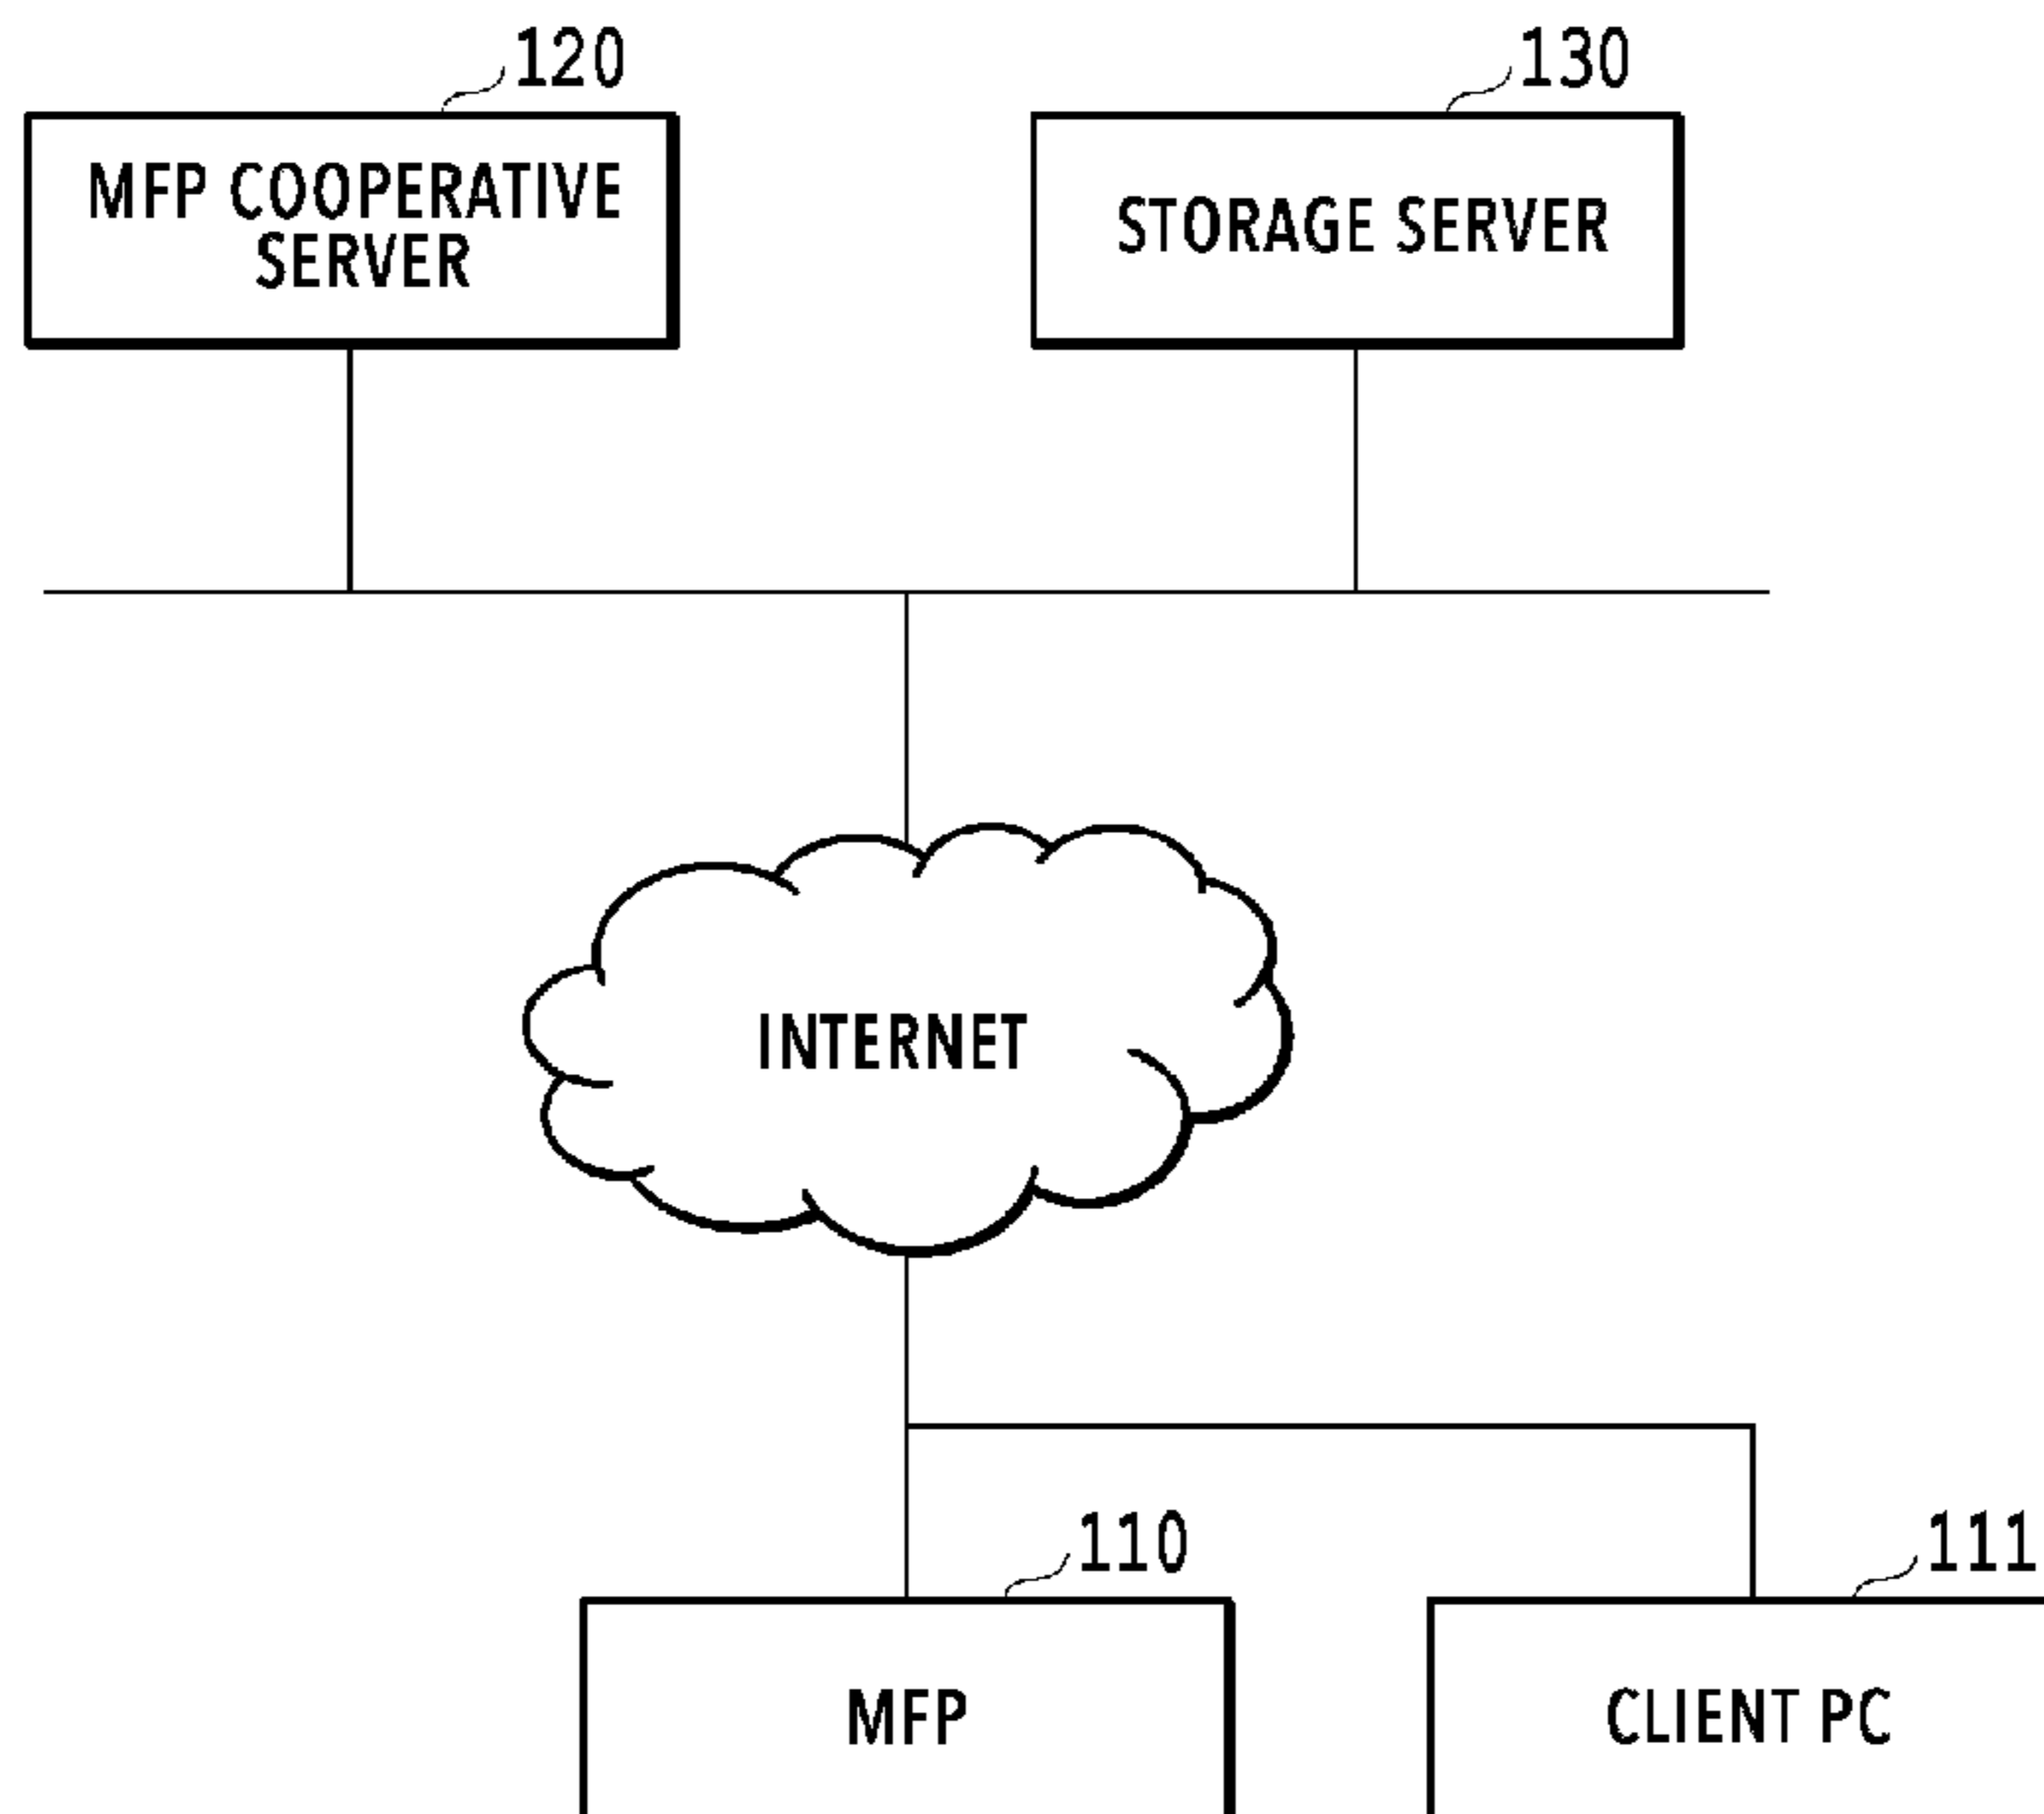 120
130
MFP COOPERATIVE
SERVER
STORAGE SERVER
INTERNET
110
111
MFP
CLIENT PC